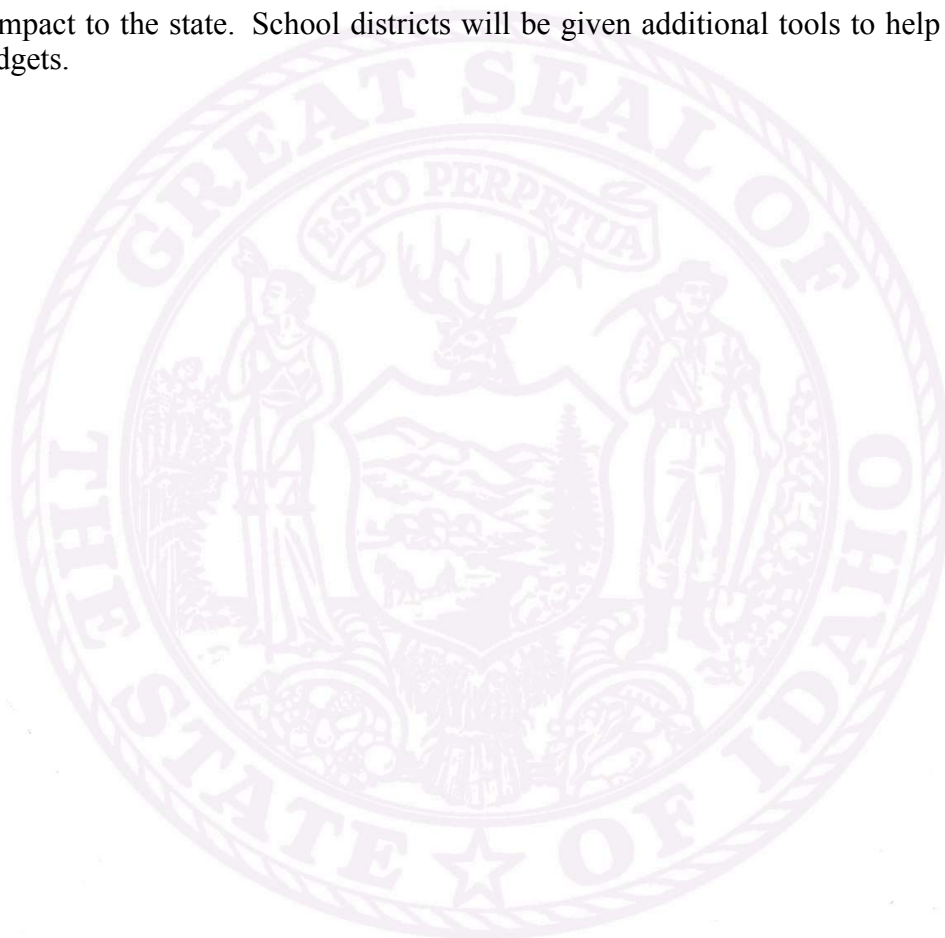 mpact to the state. School districts will be given additional tools to help
dgets.
GREAT SEAL OF
ESTO PERPETUA
THE STATE OF IDAHO